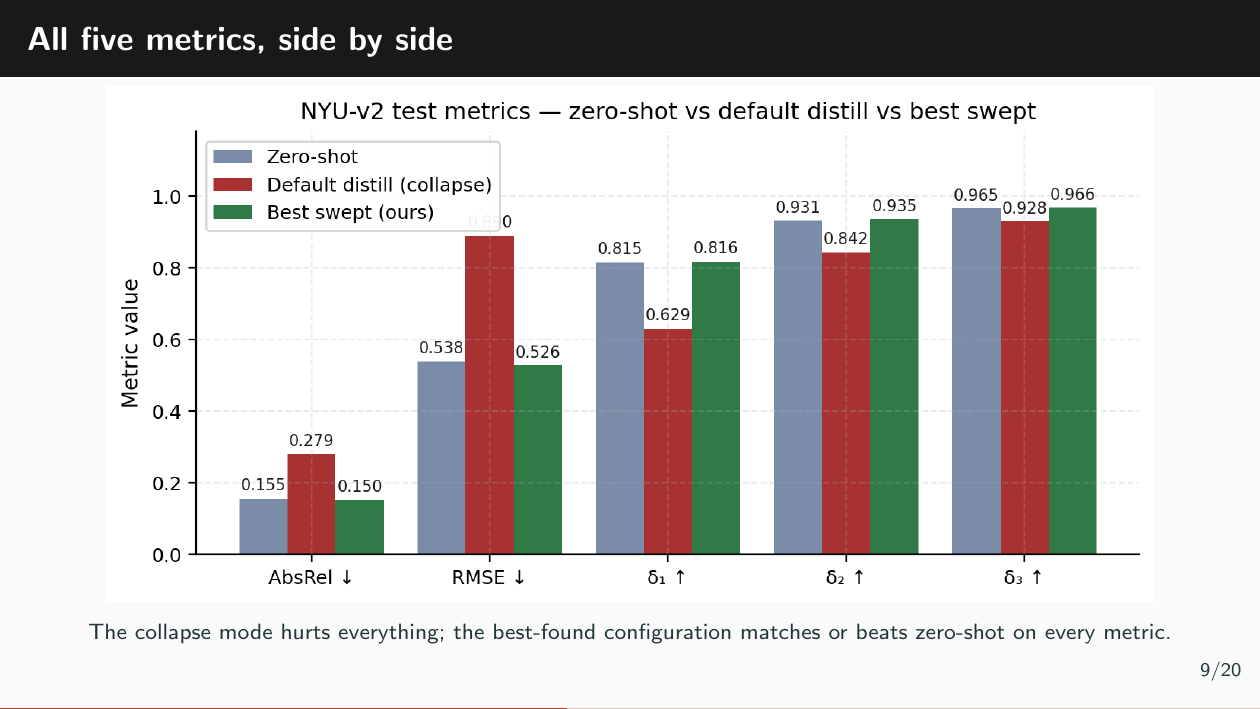 All five metrics, side by side
NYU-v2 test metrics — zero-shot vs default distill vs best swept
Zero-shot
Default distill (collapse)
Best swept (ours)
Metric value
1.0
0.8
0.6
0.4
0.2
0.0
0.155
0.279
0.150
0.538
0.890
0.526
0.815
0.629
0.816
0.931
0.842
0.935
0.965
0.928
0.966
AbsRel ↓
RMSE ↓
δ₁ ↑
δ₂ ↑
δ₃ ↑
The collapse mode hurts everything; the best-found configuration matches or beats zero-shot on every metric.
9/20